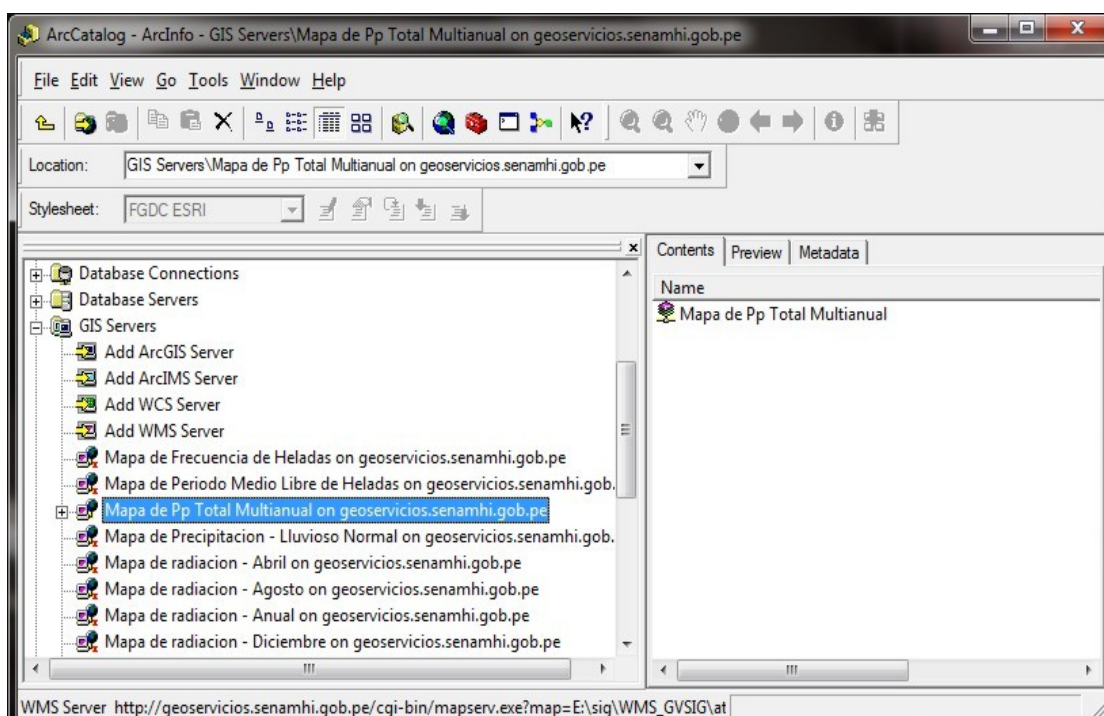 ArcCatalog - ArcInfo - GIS Servers\Mapa de Pp Total Multianual on geoservicios.senamhi.gob.pe
File Edit View Go Tools Window Help
Location: GIS Servers\Mapa de Pp Total Multianual on geoservicios.senamhi.gob.pe
Stylesheet: FGDC ESRI
Database Connections
Database Servers
GIS Servers
Add ArcGIS Server
Add ArcIMS Server
Add WCS Server
Add WMS Server
Mapa de Frecuencia de Heladas on geoservicios.senamhi.gob.pe
Mapa de Periodo Medio Libre de Heladas on geoservicios.senamhi.gob.
Mapa de Pp Total Multianual on geoservicios.senamhi.gob.pe
Mapa de Precipitacion - Lluvioso Normal on geoservicios.senamhi.gob.
Mapa de radiacion - Abril on geoservicios.senamhi.gob.pe
Mapa de radiacion - Agosto on geoservicios.senamhi.gob.pe
Mapa de radiacion - Anual on geoservicios.senamhi.gob.pe
Mapa de radiacion - Diciembre on geoservicios.senamhi.gob.pe
Contents Preview Metadata
Name
Mapa de Pp Total Multianual
WMS Server http://geoservicios.senamhi.gob.pe/cgi-bin/mapserv.exe?map=E:\sig\WMS_GVSIG\at